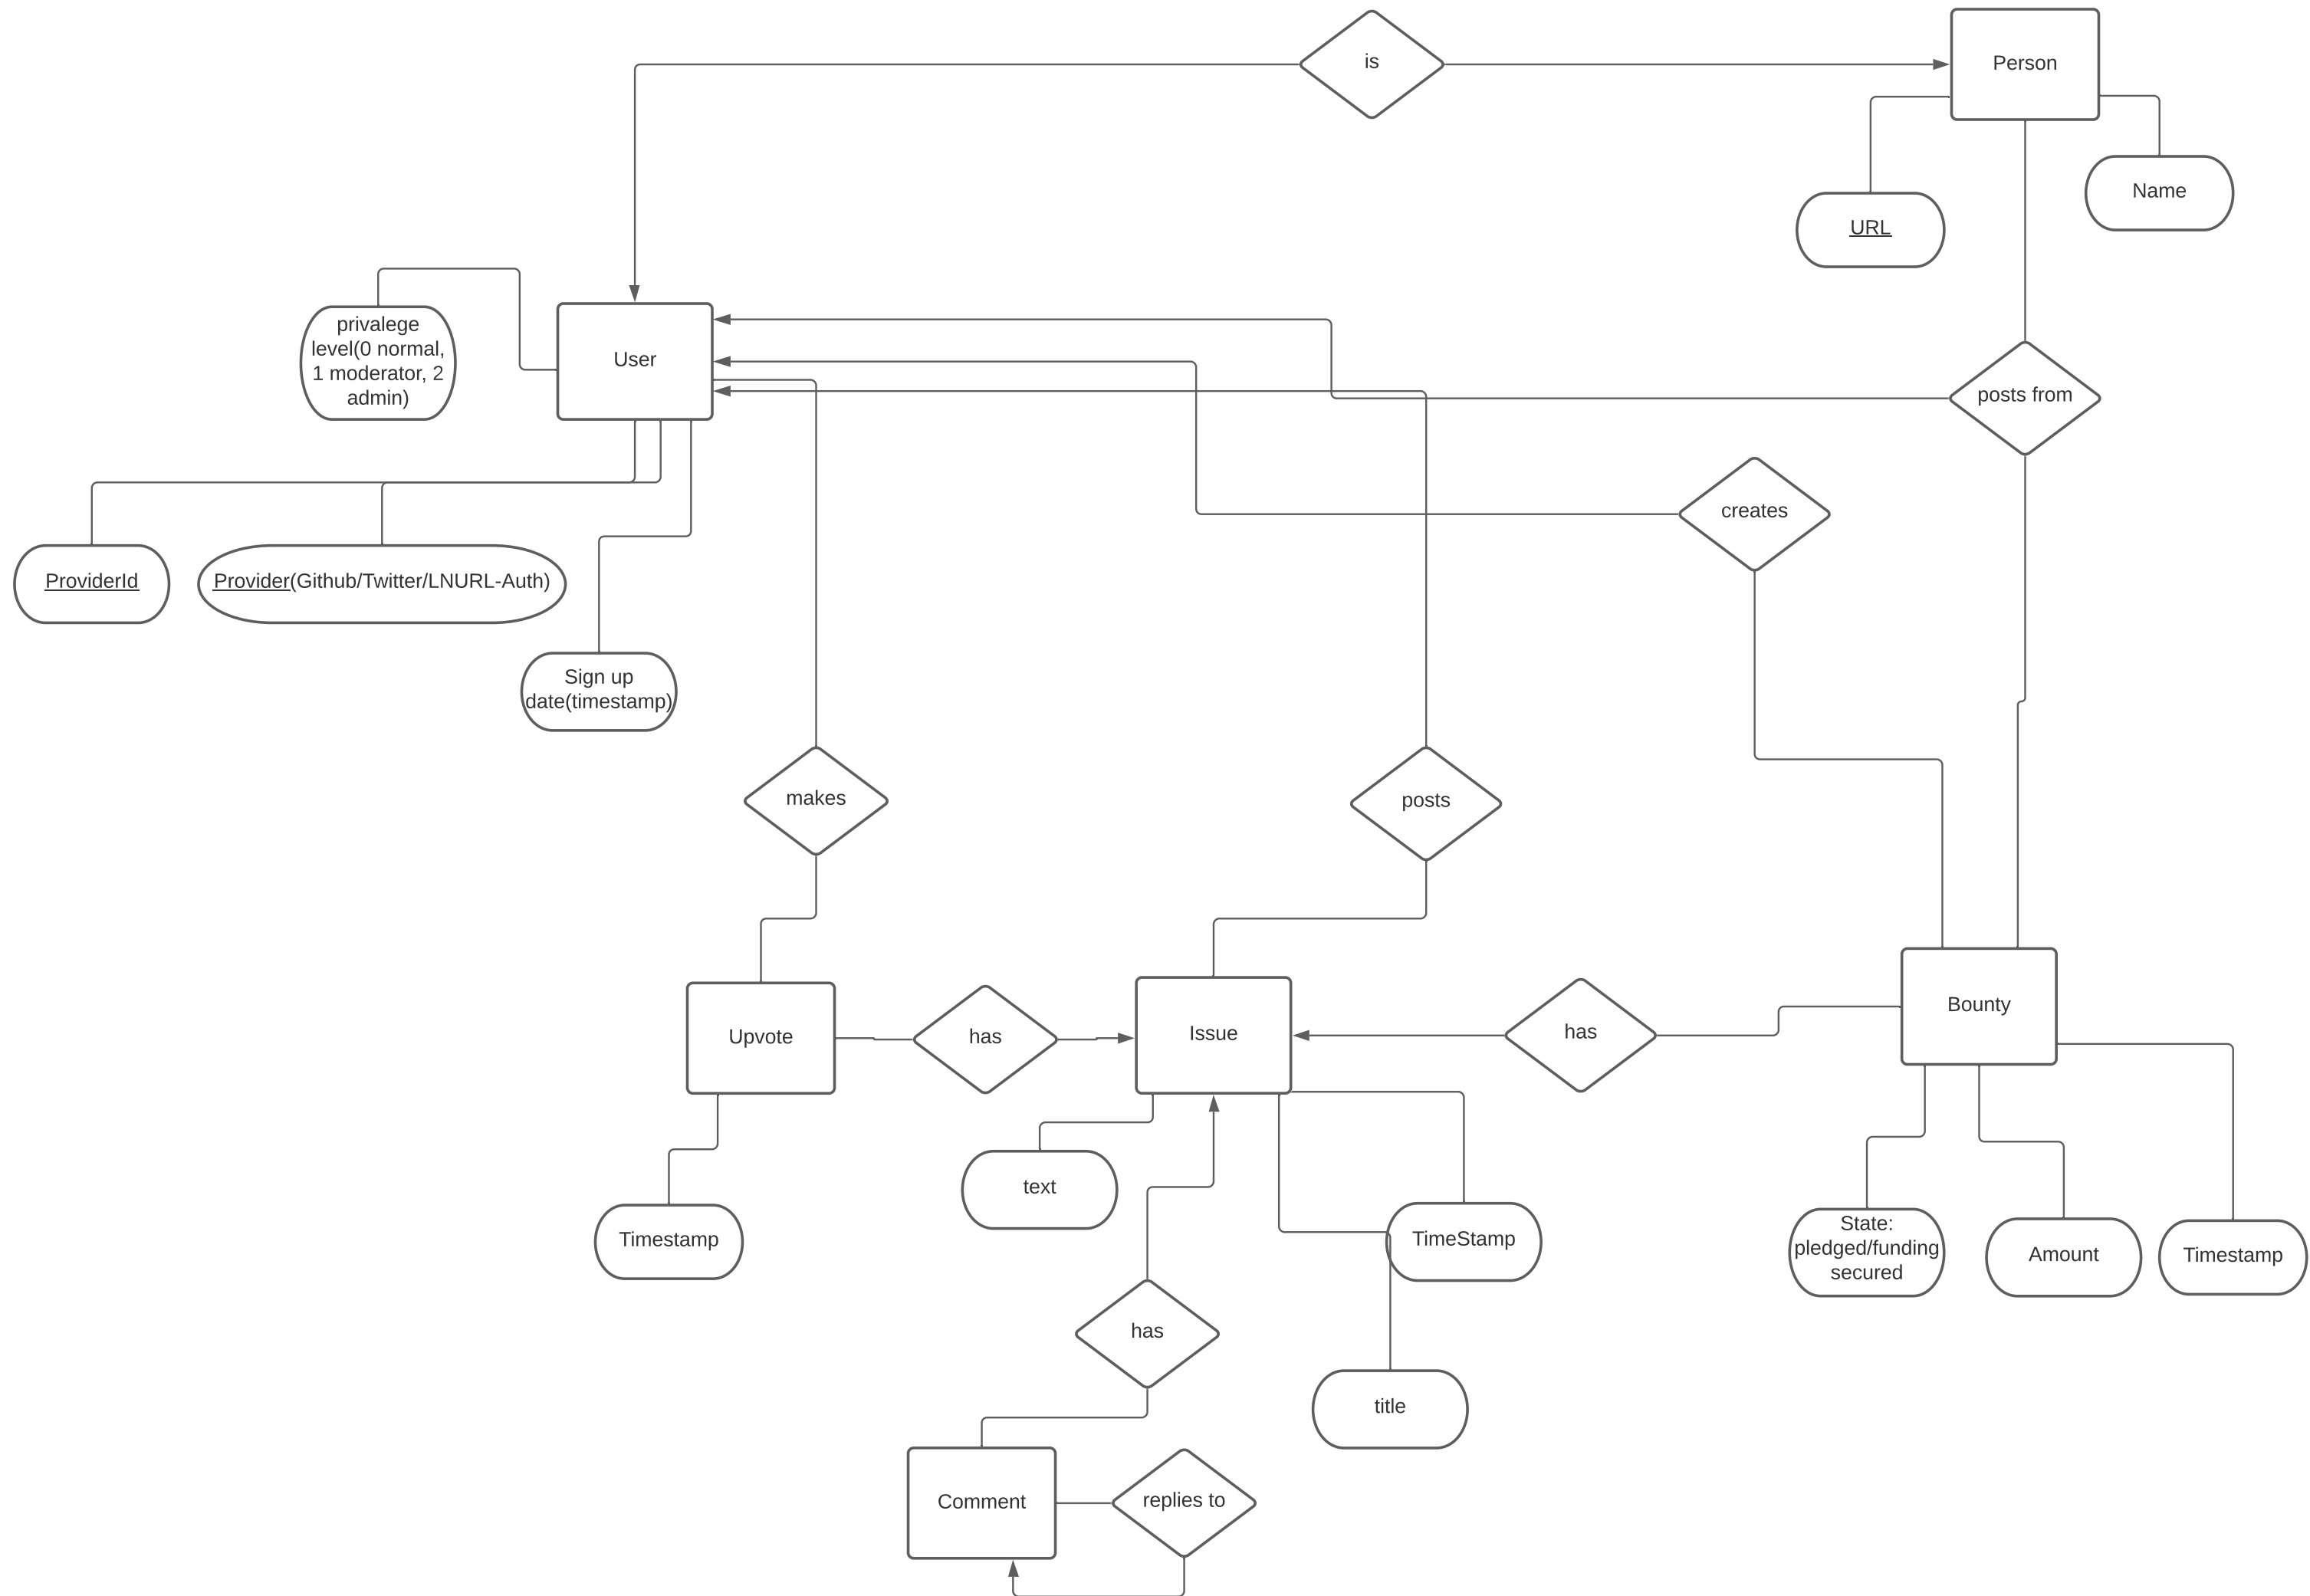 is
Person
Name
URL
privalege
level(0 normal,
1 moderator, 2
admin)
User
posts from
creates
ProviderId
Provider(Github/Twitter/LNURL-Auth)
Sign up
date(timestamp)
makes
posts
Upvote
has
Issue
has
Bounty
text
Timestamp
TimeStamp
State:
pledged/funding
secured
Amount
Timestamp
has
title
Comment
replies to